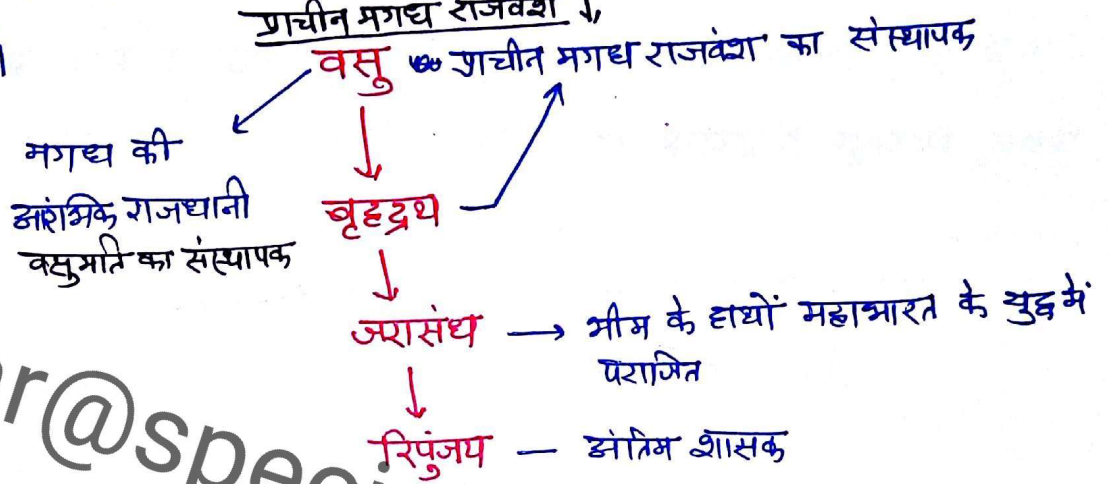 प्राचीन मगध राजवंश
वसु प्राचीन मगध राजवंश का संस्थापक
मगध की
आरंभिक राजधानी
वसुमति का संस्थापक
बृहद्रथ
जरासंध → भीम के हाथों महाभारत के युद्ध में
पराजित
रिपुंजय — अंतिम शासक
r@speci